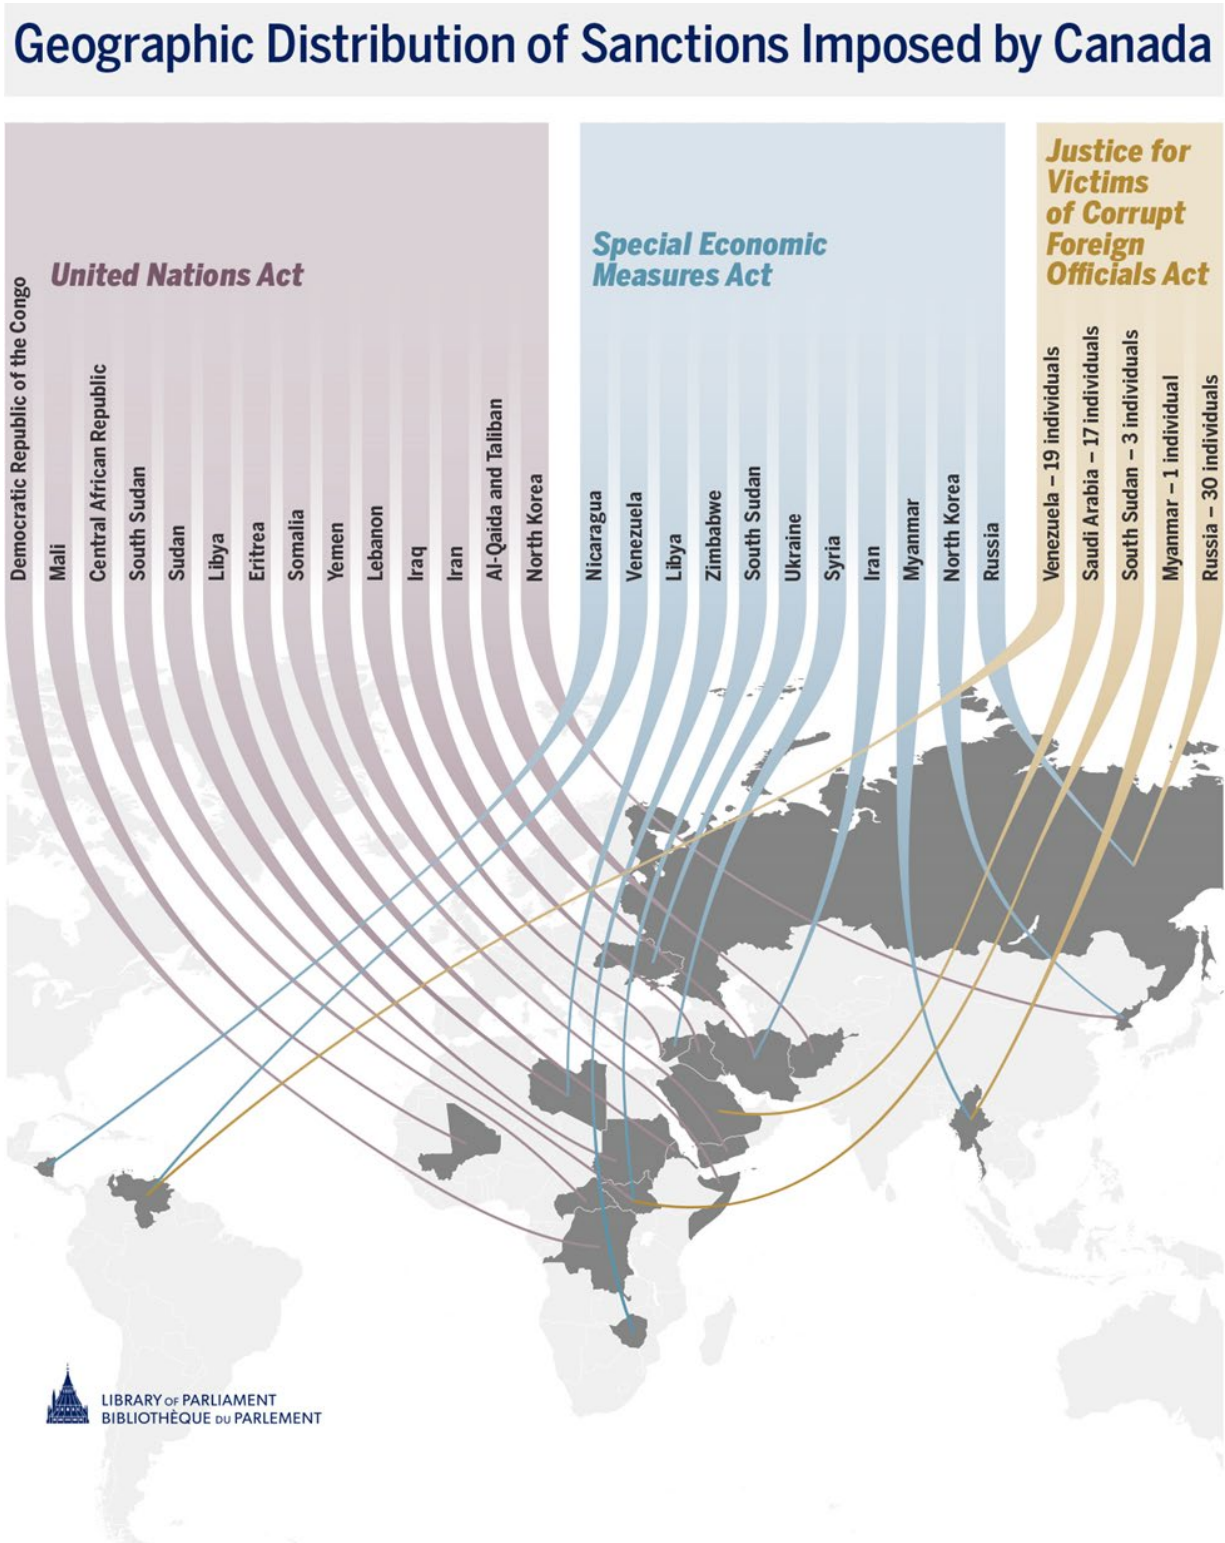 Geographic Distribution of Sanctions Imposed by Canada
United Nations Act
Democratic Republic of the Congo
Mali
Central African Republic
South Sudan
Sudan
Libya
Eritrea
Somalia
Yemen
Lebanon
Iraq
Iran
Al-Qaida and Taliban
North Korea
Special Economic
Measures Act
Nicaragua
Venezuela
Libya
Zimbabwe
South Sudan
Ukraine
Syria
Iran
Myanmar
North Korea
Russia
Justice for
Victims
of Corrupt
Foreign
Officials Act
Venezuela – 19 individuals
Saudi Arabia – 17 individuals
South Sudan – 3 individuals
Myanmar – 1 individual
Russia – 30 individuals
LIBRARY OF PARLIAMENT
BIBLIOTHÈQUE DU PARLEMENT